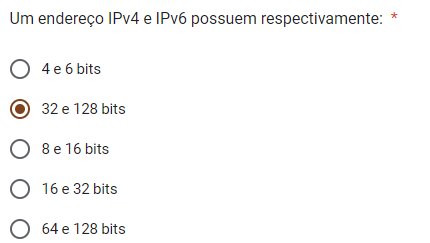 Um endereço IPv4 e IPv6 possuem respectivamente: *
4 e 6 bits
32 e 128 bits
8 e 16 bits
16 e 32 bits
64 e 128 bits